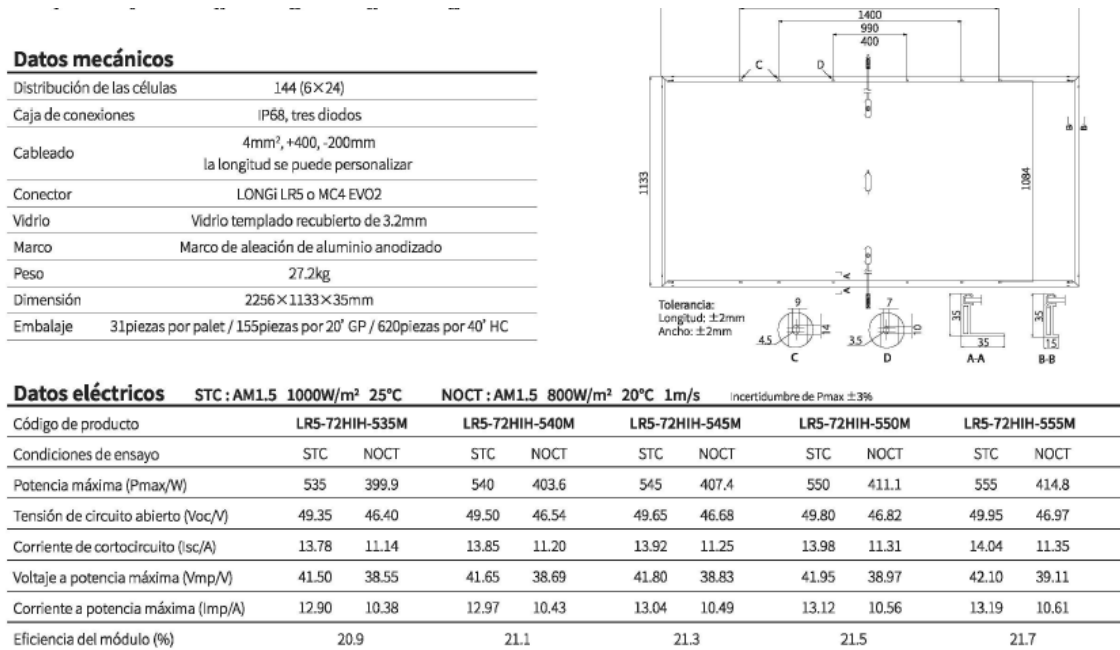 Datos mecánicos
Distribución de las células 144 (6×24)
Caja de conexiones IP68, tres diodos
Cableado 4mm², +400, -200mm
la longitud se puede personalizar
Conector LONGi LR5 o MC4 EVO2
Vidrio Vidrio templado recubierto de 3.2mm
Marco Marco de aleación de aluminio anodizado
Peso 27.2kg
Dimensión 2256×1133×35mm
Embalaje 31piezas por palet / 155piezas por 20' GP / 620piezas por 40' HC
1400
990
400
C D
B B
1133
1084
A
A
Tolerancia:
Longitud: ±2mm
Ancho: ±2mm
9
14
4.5
C
7
10
3.5
D
35
35
A-A
35
15
B-B
Datos eléctricos STC : AM1.5 1000W/m² 25°C NOCT : AM1.5 800W/m² 20°C 1m/s Incertidumbre de Pmax ±3%
Código de producto LR5-72HIH-535M LR5-72HIH-540M LR5-72HIH-545M LR5-72HIH-550M LR5-72HIH-555M
Condiciones de ensayo STC NOCT STC NOCT STC NOCT STC NOCT STC NOCT
Potencia máxima (Pmax/W) 535 399.9 540 403.6 545 407.4 550 411.1 555 414.8
Tensión de circuito abierto (Voc/V) 49.35 46.40 49.50 46.54 49.65 46.68 49.80 46.82 49.95 46.97
Corriente de cortocircuito (Isc/A) 13.78 11.14 13.85 11.20 13.92 11.25 13.98 11.31 14.04 11.35
Voltaje a potencia máxima (Vmp/V) 41.50 38.55 41.65 38.69 41.80 38.83 41.95 38.97 42.10 39.11
Corriente a potencia máxima (Imp/A) 12.90 10.38 12.97 10.43 13.04 10.49 13.12 10.56 13.19 10.61
Eficiencia del módulo (%) 20.9 21.1 21.3 21.5 21.7